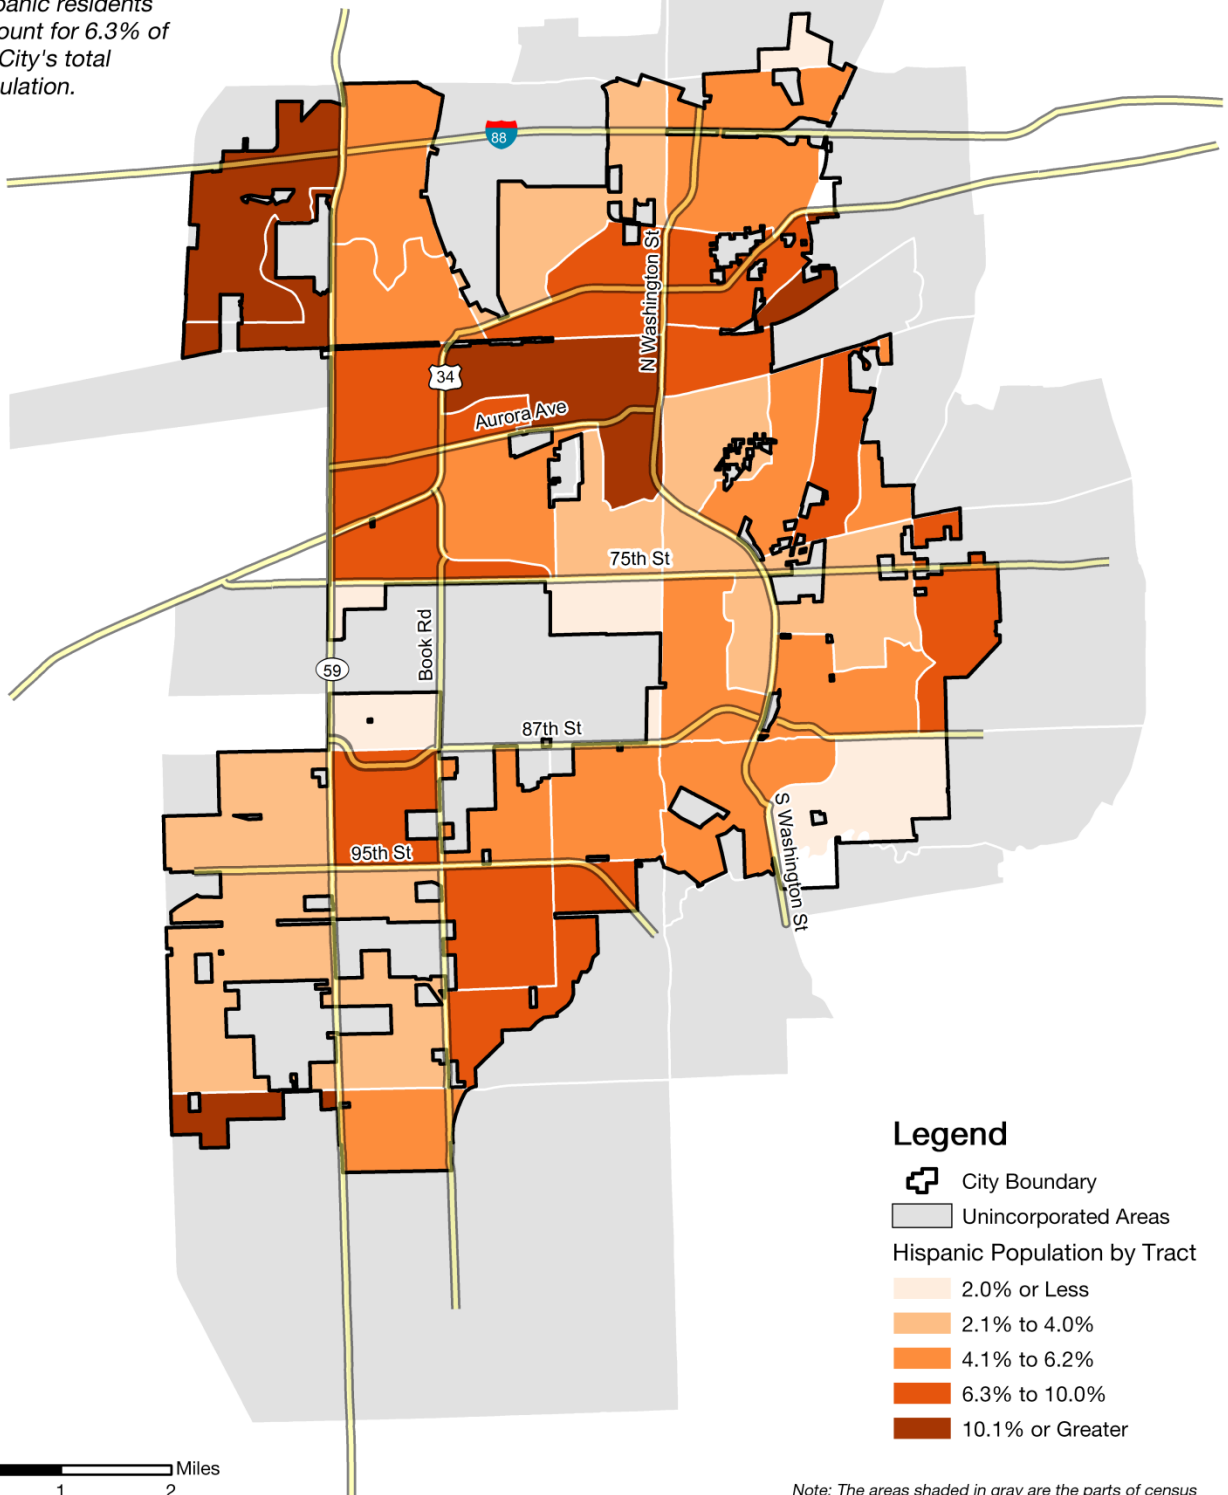 panic residents
ount for 6.3% of
City's total
ulation.
88
N Washington St
34
Aurora Ave
75th St
Book Rd
59
87th St
S Washington St
95th St
Legend
City Boundary
Unincorporated Areas
Hispanic Population by Tract
2.0% or Less
2.1% to 4.0%
4.1% to 6.2%
6.3% to 10.0%
10.1% or Greater
Miles
1 2
Note: The areas shaded in gray are the parts of census